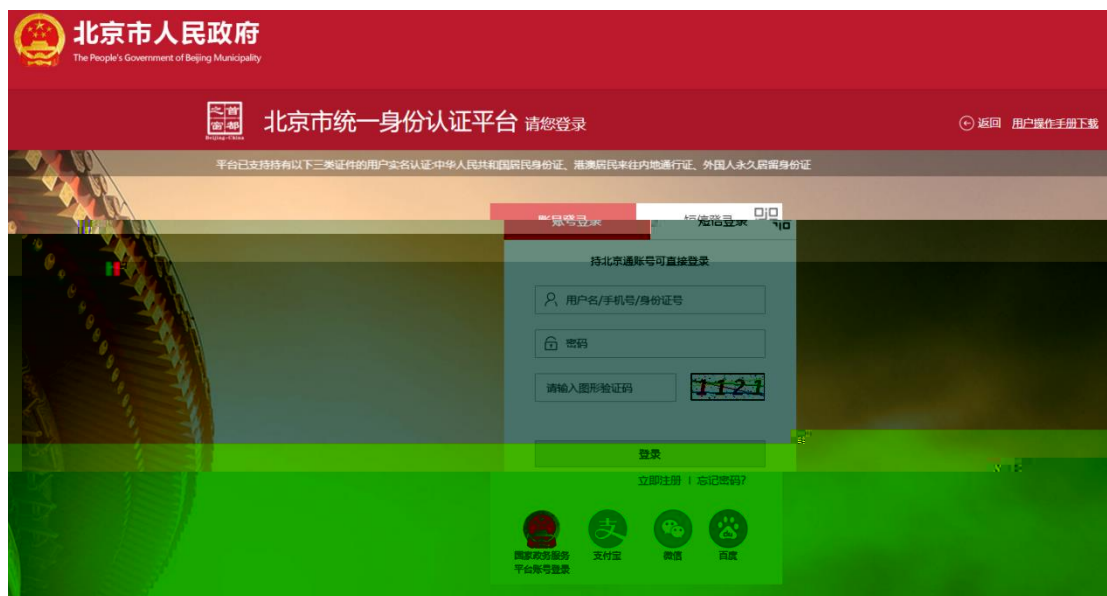 北京市人民政府
The People's Government of Beijing Municipality
之首
窗都
Beijing-China
北京市统一身份认证平台 请您登录
返回 用户操作手册下载
平台已支持持有以下三类证件的用户实名认证:中华人民共和国居民身份证、港澳居民来往内地通行证、外国人永久居留身份证
账号登录 短信登录
持北京通账号可直接登录
用户名/手机号/身份证号
密码
请输入图形验证码 1121
登录
立即注册 | 忘记密码?
国家政务服务 支付宝 微信 百度
平台账号登录